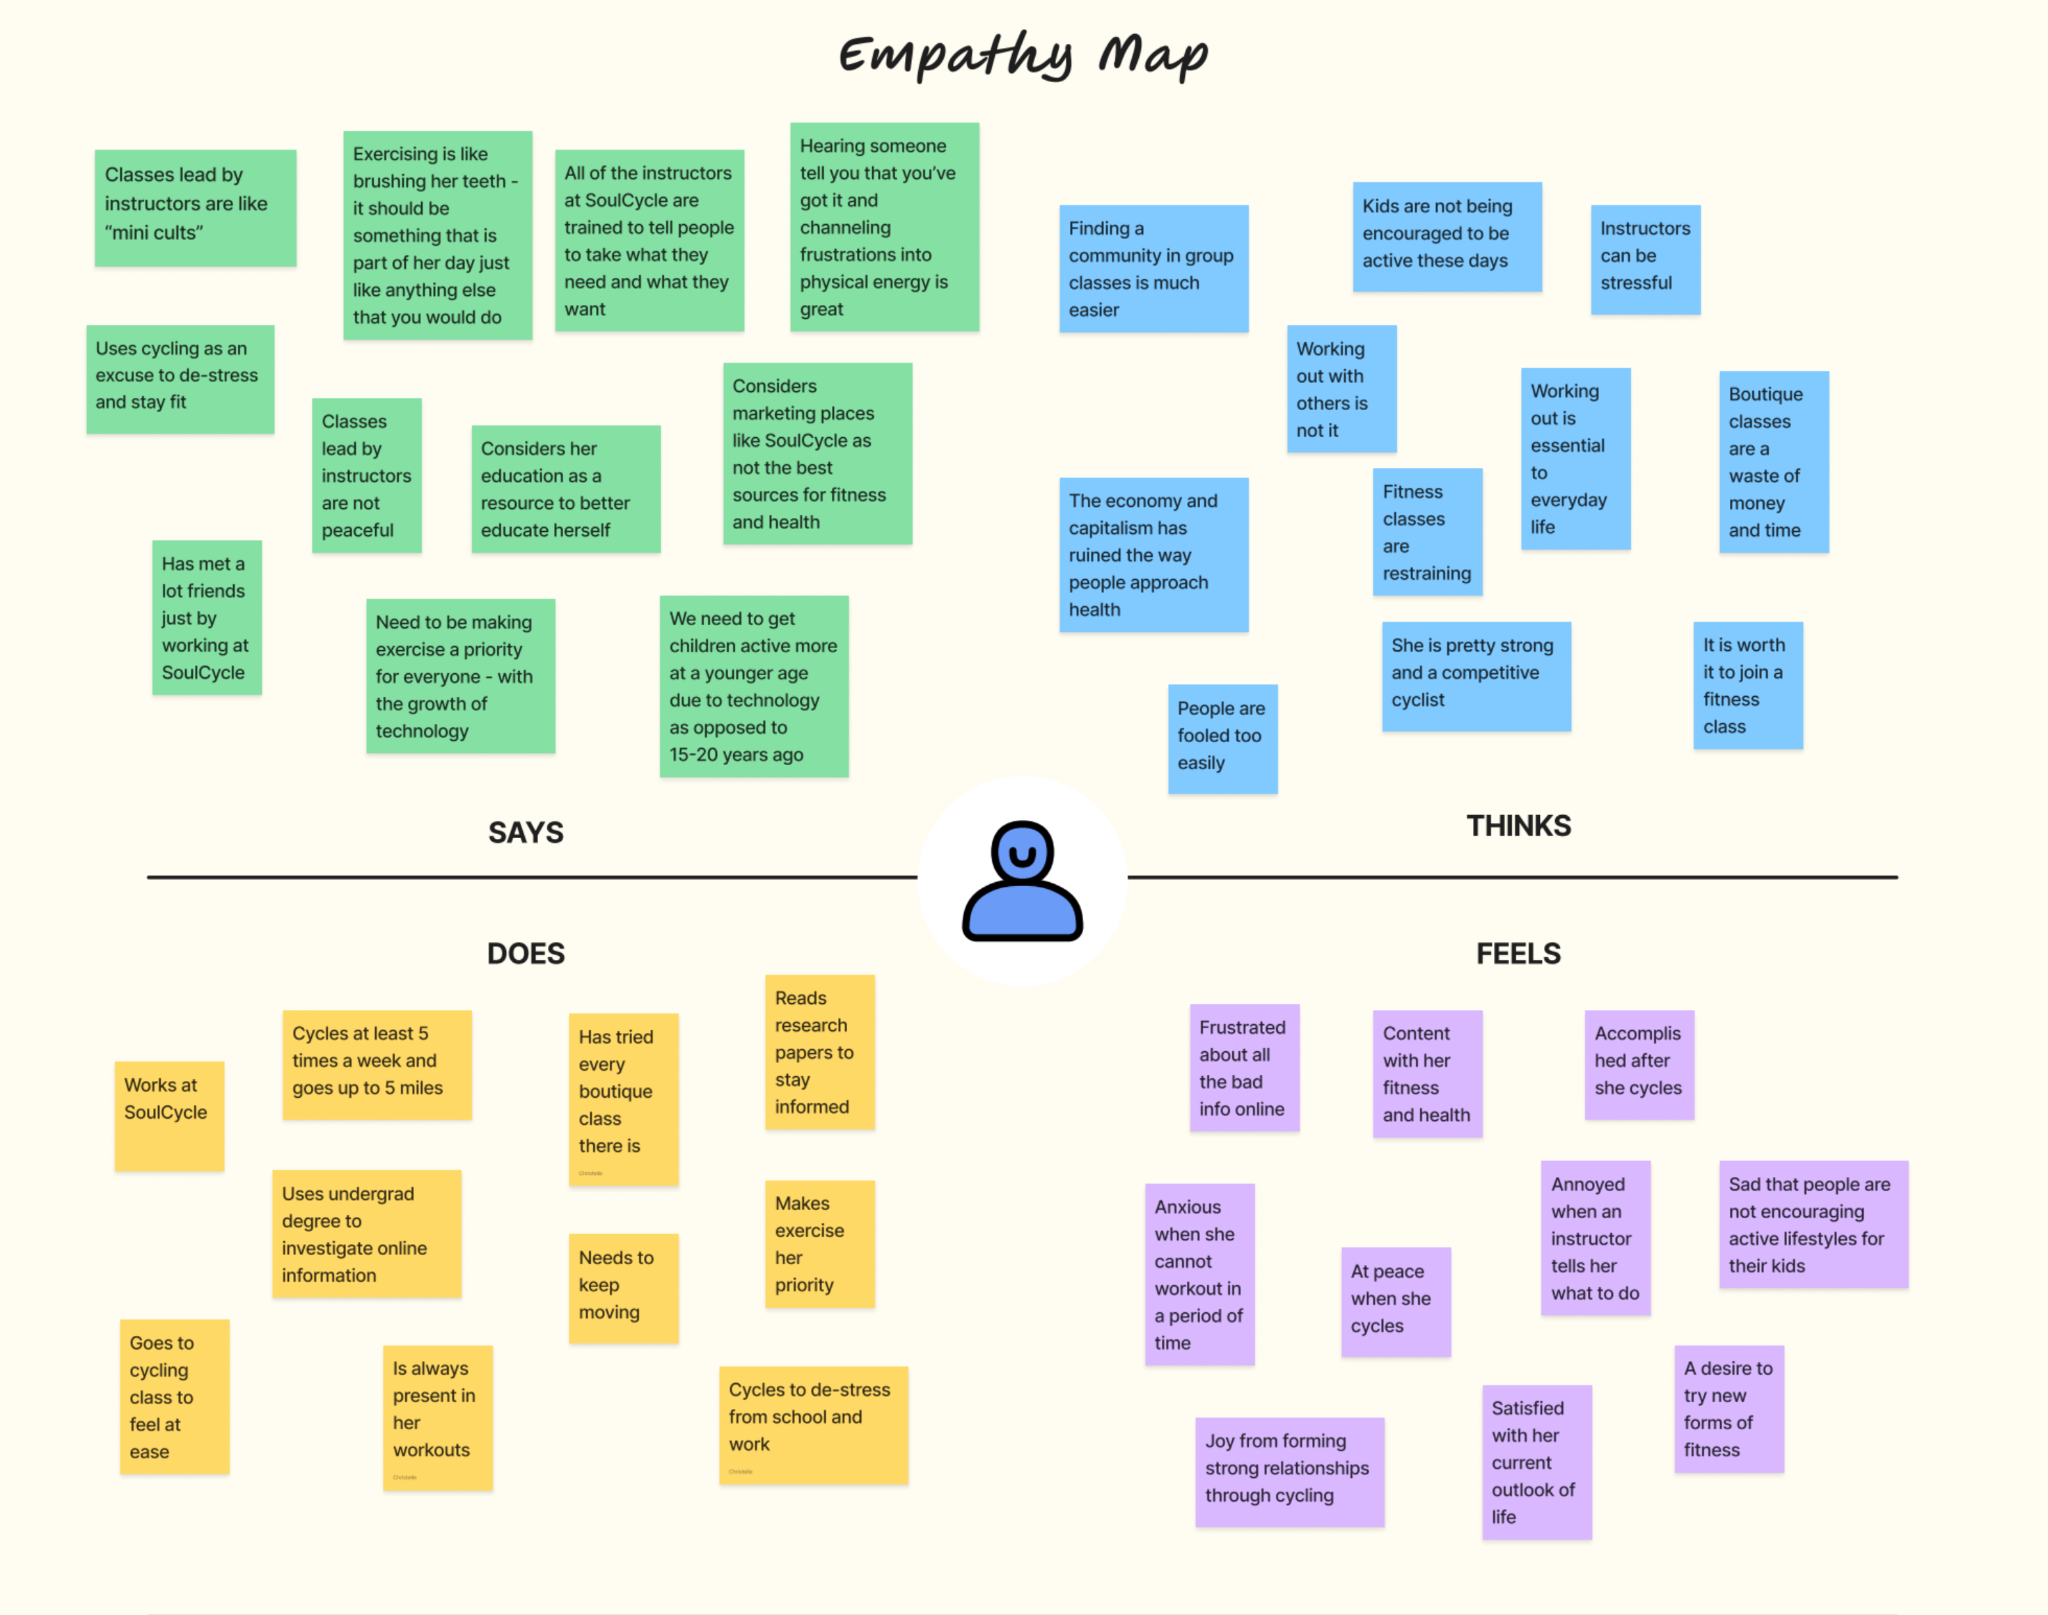 Empathy Map
Classes lead by
instructors are like
“mini cults”
Exercising is like
brushing her teeth -
it should be
something that is
part of her day just
like anything else
that you would do
All of the instructors
at SoulCycle are
trained to tell people
to take what they
need and what they
want
Hearing someone
tell you that you’ve
got it and
channeling
frustrations into
physical energy is
great
Uses cycling as an
excuse to de-stress
and stay fit
Classes
lead by
instructors
are not
peaceful
Considers her
education as a
resource to better
educate herself
Considers
marketing places
like SoulCycle as
not the best
sources for fitness
and health
Has met a
lot friends
just by
working at
SoulCycle
Need to be making
exercise a priority
for everyone - with
the growth of
technology
We need to get
children active more
at a younger age
due to technology
as opposed to
15-20 years ago
SAYS
Finding a
community in group
classes is much
easier
Kids are not being
encouraged to be
active these days
Instructors
can be
stressful
Working
out with
others is
not it
Working
out is
essential
to
everyday
life
Boutique
classes
are a
waste of
money
and time
The economy and
capitalism has
ruined the way
people approach
health
Fitness
classes
are
restraining
She is pretty strong
and a competitive
cyclist
It is worth
it to join a
fitness
class
People are
fooled too
easily
THINKS
DOES
Works at
SoulCycle
Cycles at least 5
times a week and
goes up to 5 miles
Has tried
every
boutique
class
there is
Christelle
Reads
research
papers to
stay
informed
Uses undergrad
degree to
investigate online
information
Needs to
keep
moving
Makes
exercise
her
priority
Goes to
cycling
class to
feel at
ease
Is always
present in
her
workouts
Christelle
Cycles to de-stress
from school and
work
Christelle
FEELS
Frustrated
about all
the bad
info online
Content
with her
fitness
and health
Accomplis
hed after
she cycles
Anxious
when she
cannot
workout in
a period of
time
At peace
when she
cycles
Annoyed
when an
instructor
tells her
what to do
Sad that people are
not encouraging
active lifestyles for
their kids
Joy from forming
strong relationships
through cycling
Satisfied
with her
current
outlook of
life
A desire to
try new
forms of
fitness